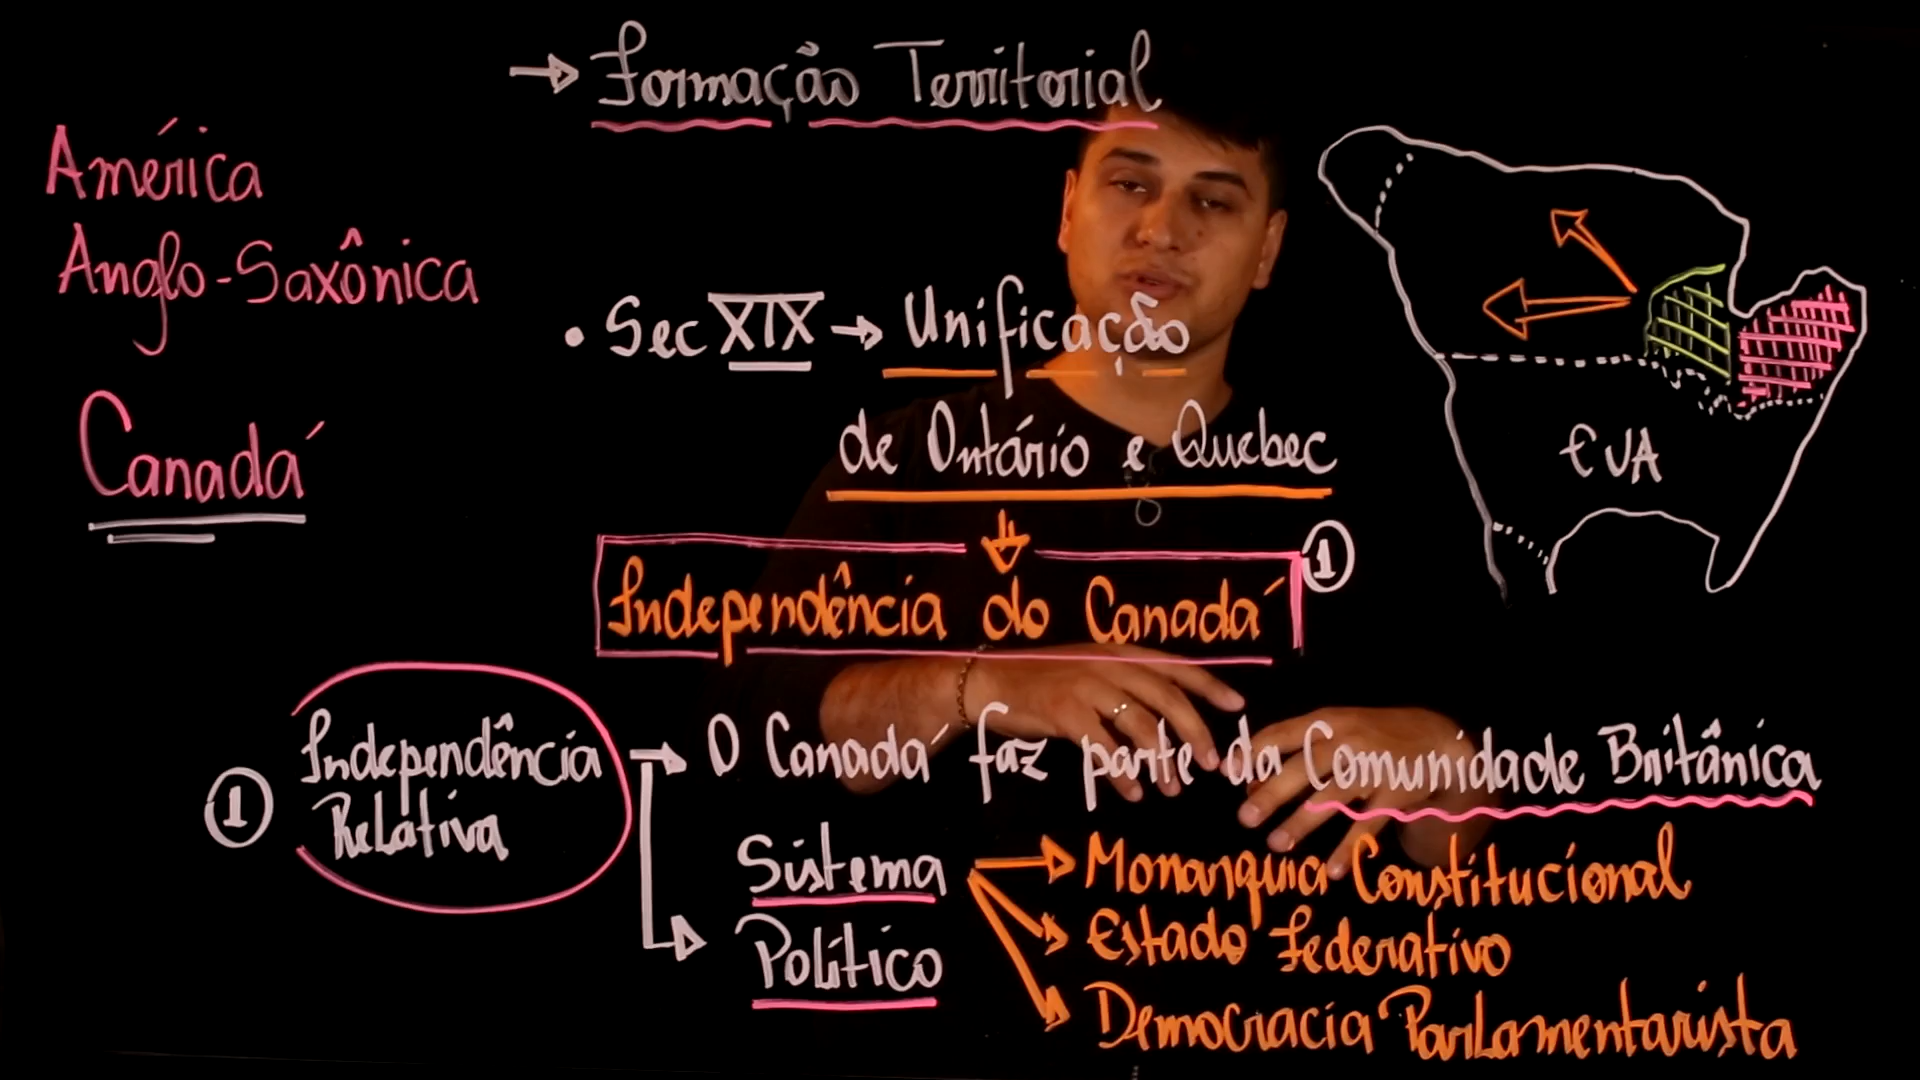 → Formação Territorial
América
Anglo-Saxônica
Canadá
• Sec XIX → Unificação
de Ontário e Quebec
Independência do Canadá 1
EUA
1 Independência
Relativa
→ O Canadá faz parte da Comunidade Britânica
Sistema
Político
Monarquia Constitucional
Estado Federativo
Democracia Parlamentarista